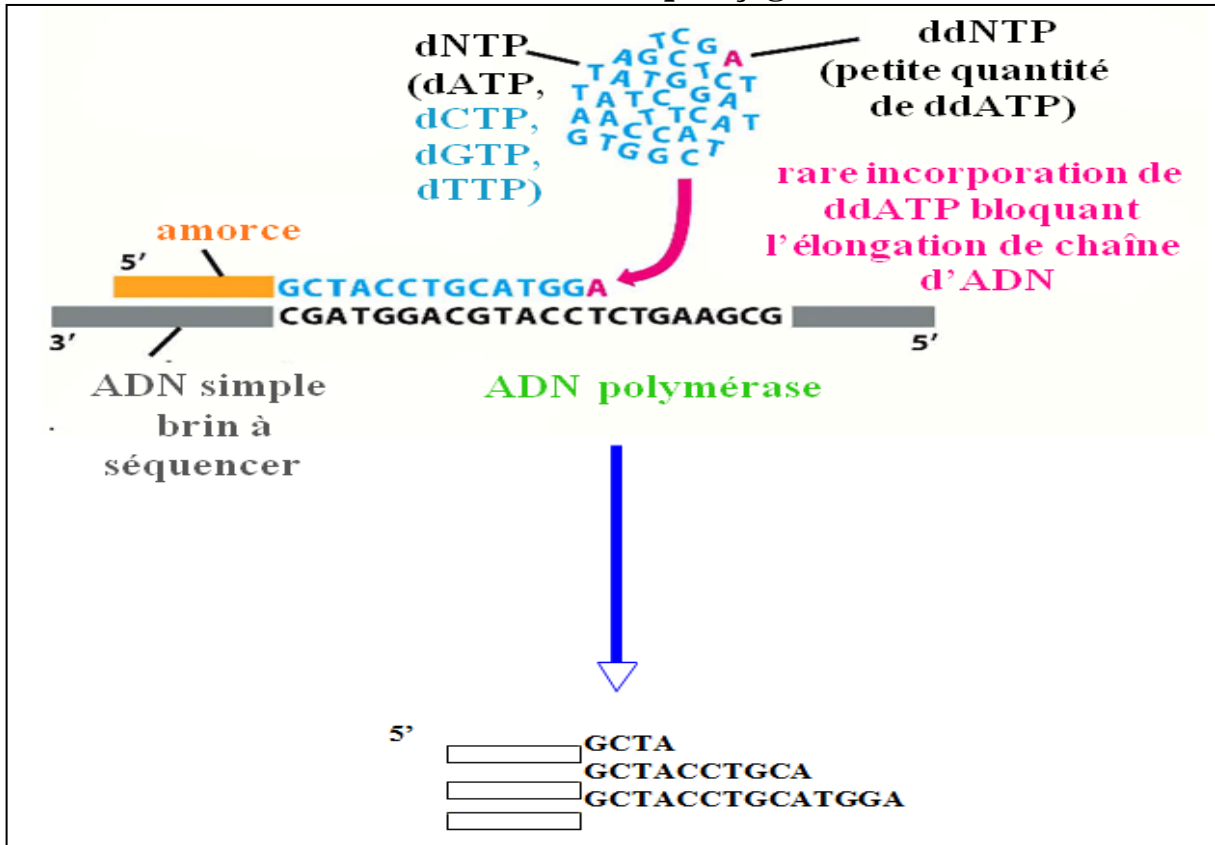 dNTP
(dATP,
dCTP,
dGTP,
dTTP)
TCG
AGCTA
TATGTCT
TATCGA
AATTCAT
GTCCAT
GGC
ddNTP
(petite quantité
de ddATP)
rare incorporation de
ddATP bloquant
l’élongation de chaîne
d’ADN
amorce
5′
GCTACCTGCATGGA
CGATGGACGTACCTCTGAAGCG
3′
5′
ADN simple
brin à
séquencer
ADN polymérase
5’
GCTA
GCTACCTGCA
GCTACCTGCATGGA